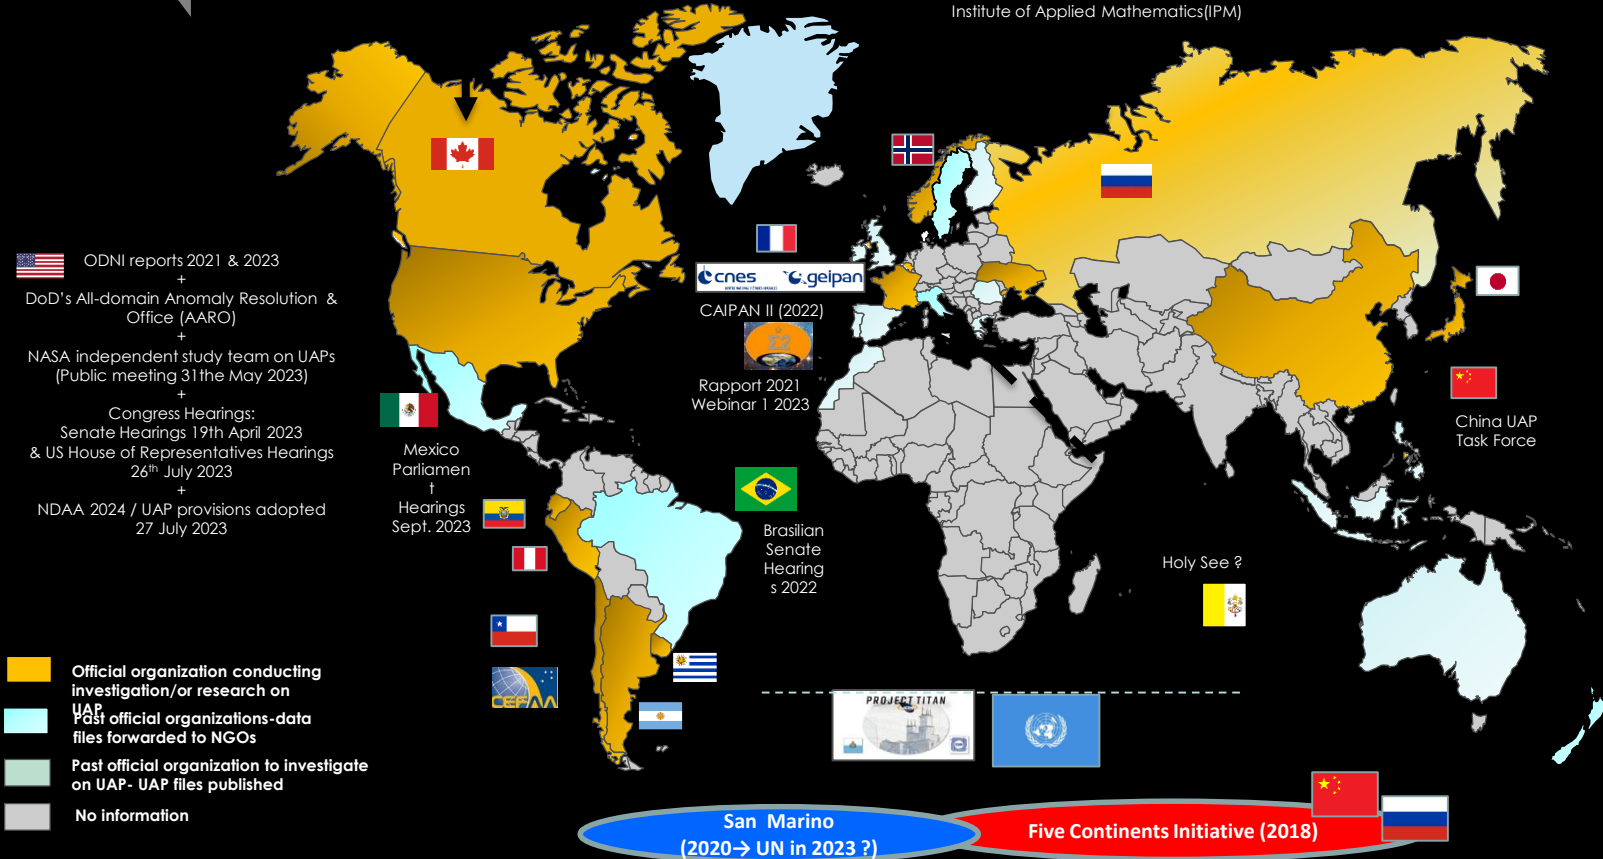 Institute of Applied Mathematics(IPM)
ODNI reports 2021 & 2023
+
DoD's All-domain Anomaly Resolution &
Office (AARO)
+
NASA independent study team on UAPs
(Public meeting 31the May 2023)
+
Congress Hearings:
Senate Hearings 19th April 2023
& US House of Representatives Hearings
26th July 2023
+
NDAA 2024 / UAP provisions adopted
27 July 2023
cnes
geipan
CAIPAN II (2022)
Rapport 2021
Webinar 1 2023
Mexico
Parliamen
t
Hearings
Sept. 2023
Brasilian
Senate
Hearing
s 2022
China UAP
Task Force
Holy See ?
CEFAA
PROJECT TITAN
Official organization conducting
investigation/or research on
UAP
Past official organizations-data
files forwarded to NGOs
Past official organization to investigate
on UAP- UAP files published
No information
San Marino
(2020→ UN in 2023 ?)
Five Continents Initiative (2018)